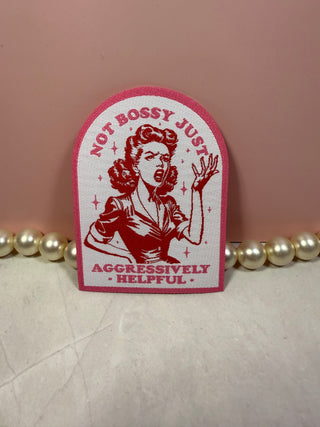 NOT BOSSY JUST
AGGRESSIVELY
- HELPFUL -